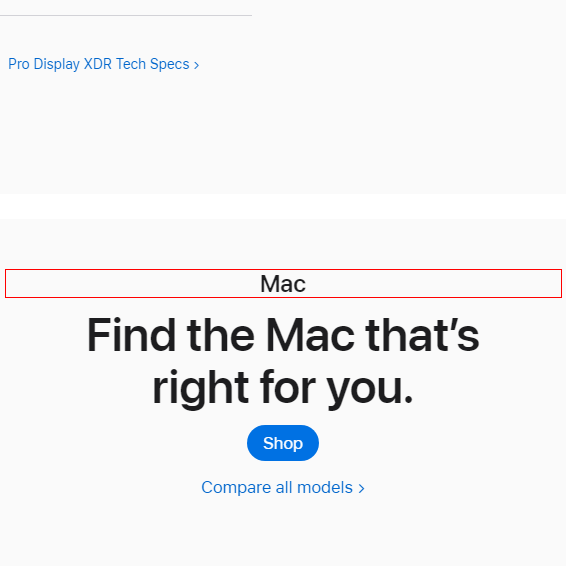 Pro Display XDR Tech Specs ›
Mac
Find the Mac that’s
right for you.
Shop
Compare all models ›